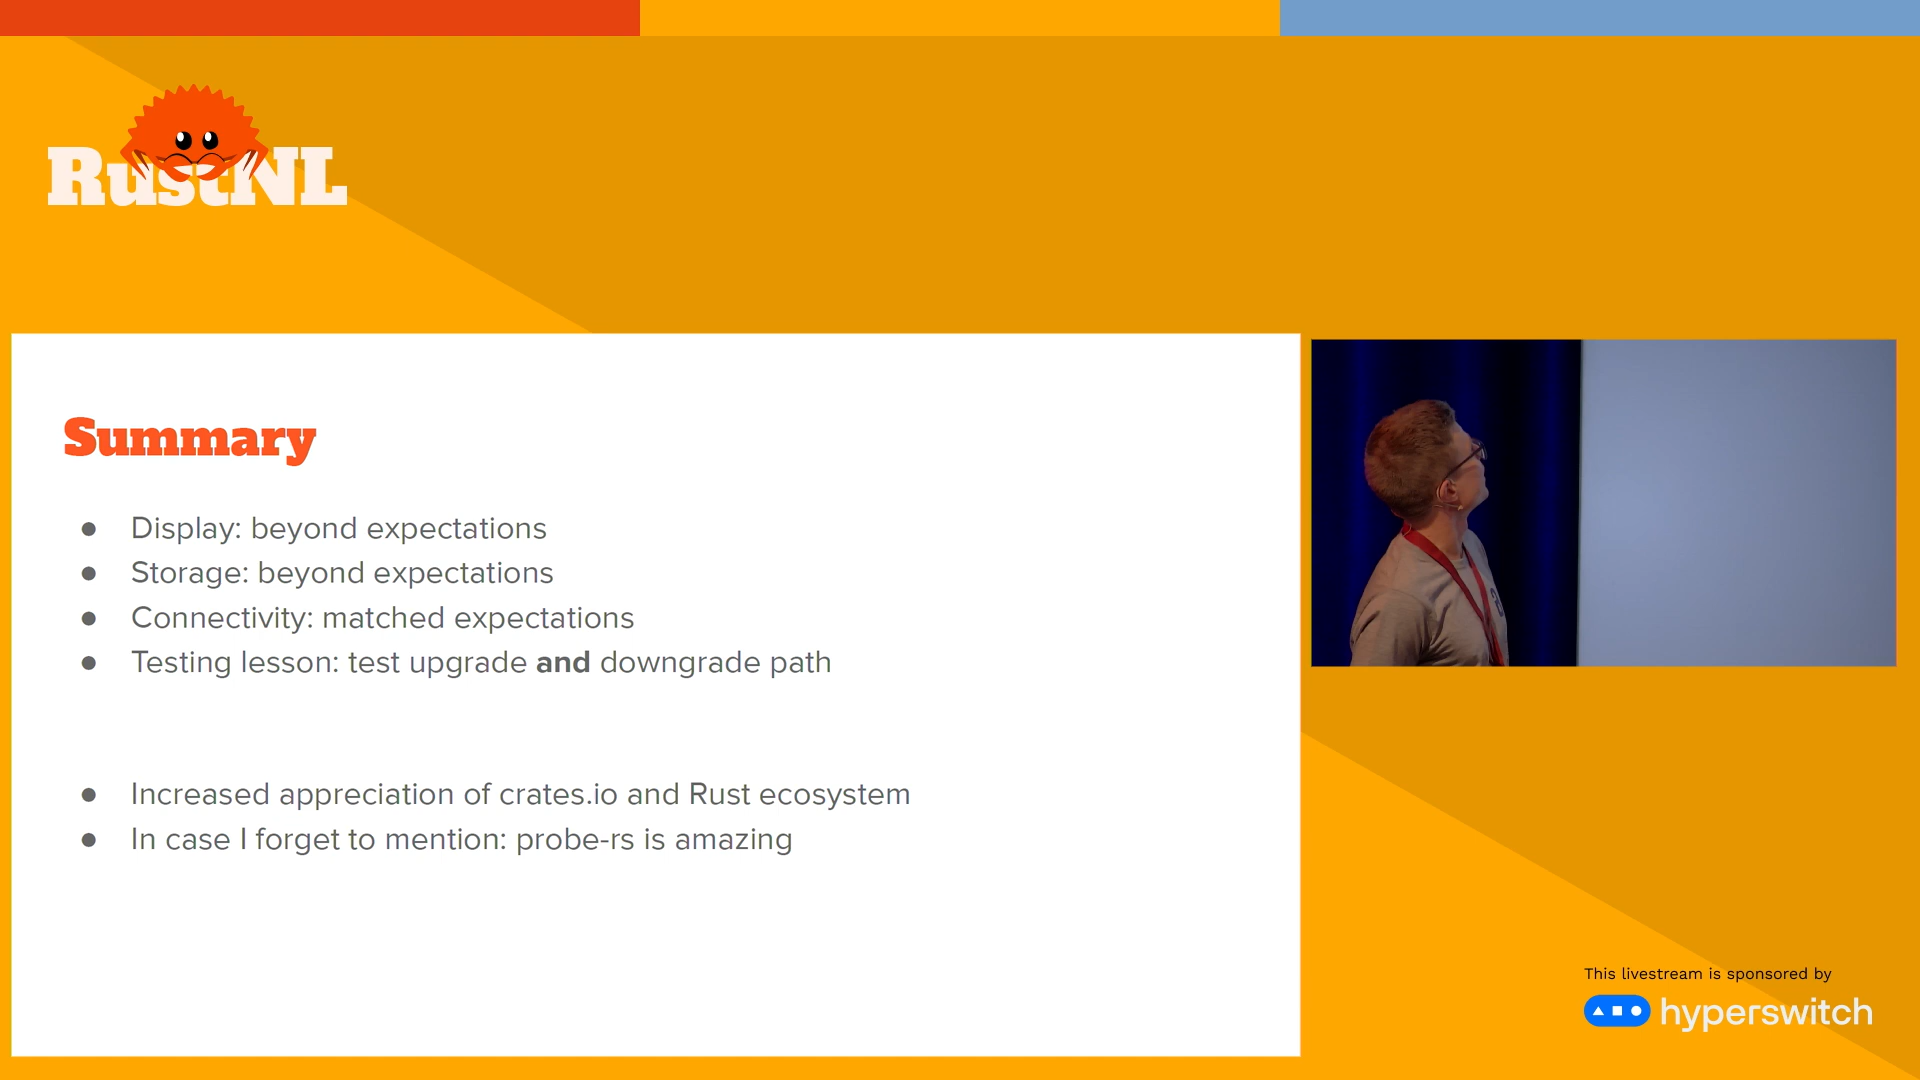 RustNL
Summary
● Display: beyond expectations
● Storage: beyond expectations
● Connectivity: matched expectations
● Testing lesson: test upgrade and downgrade path
● Increased appreciation of crates.io and Rust ecosystem
● In case I forget to mention: probe-rs is amazing
This livestream is sponsored by
hyperswitch